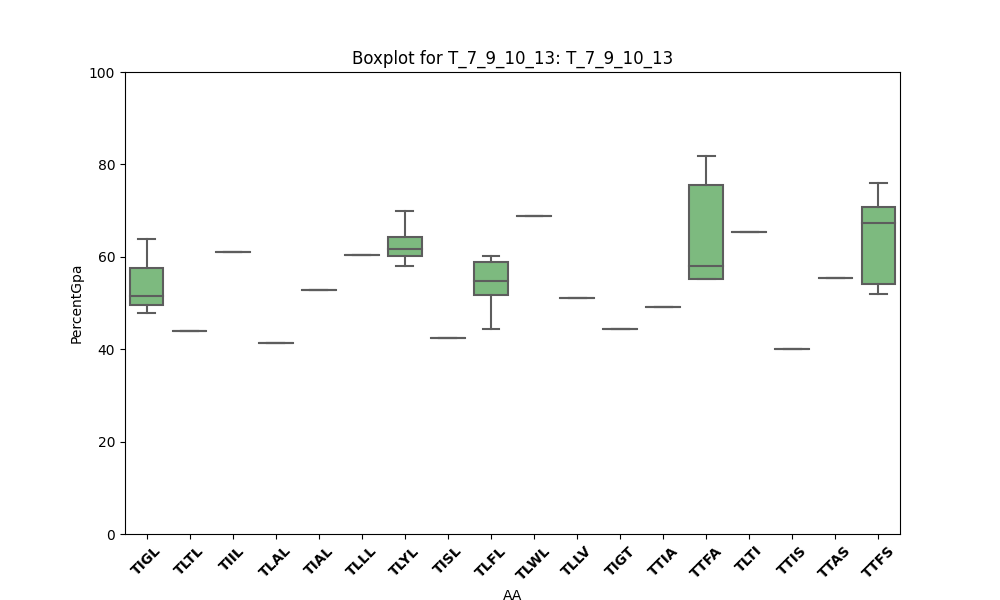 Boxplot for T_7_9_10_13: T_7_9_10_13
PercentGpa
100
80
60
40
20
0
TIGL TLTL TIIL TLAL TIAL TLLL TLYL TISL TLFL TLWL TLLV TIGT TTIA TTFA TLTI TTIS TTAS TTFS
AA